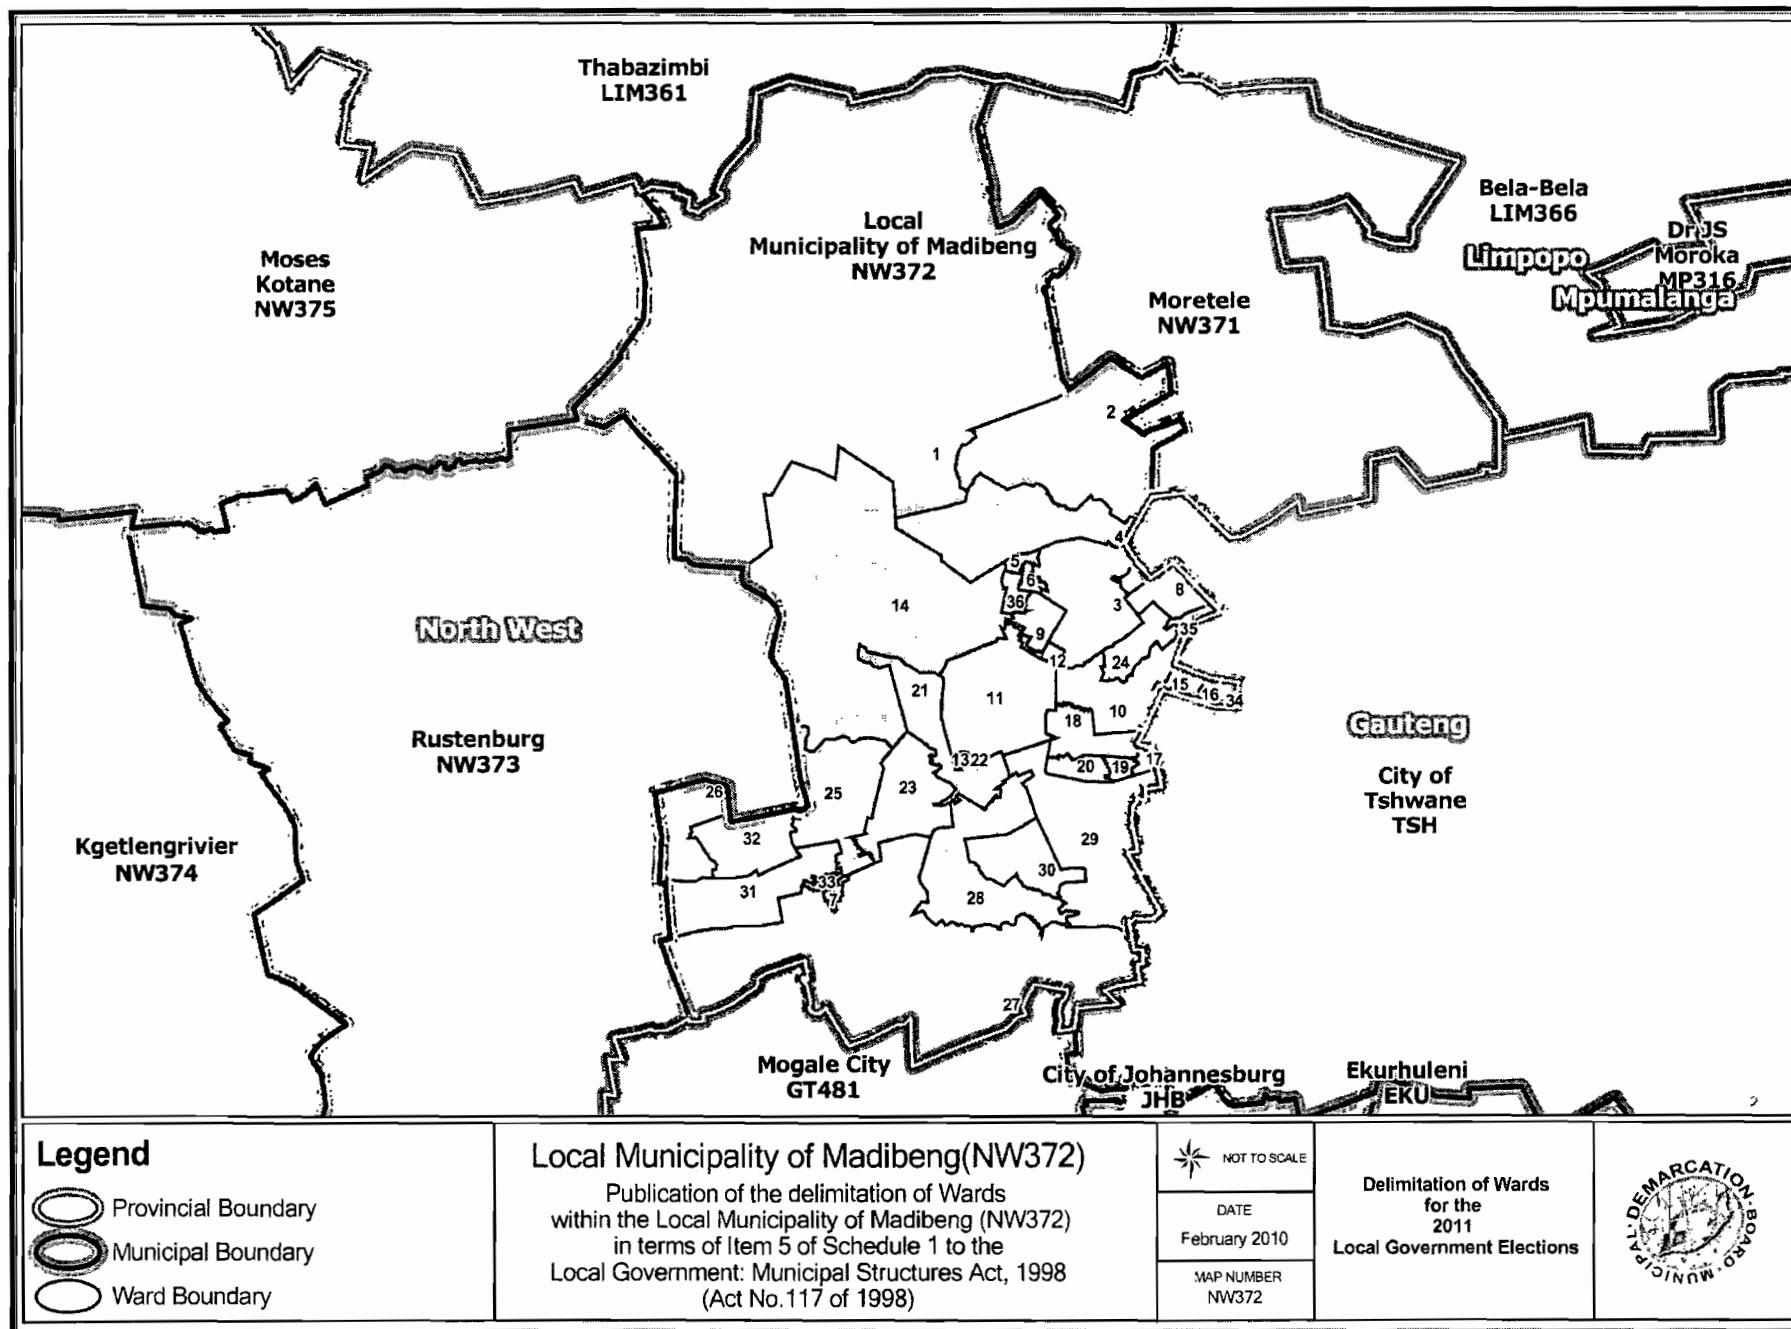 Thabazimbi
LIM361
Bela-Bela
LIM366
Local
Municipality of Madibeng
NW372
Dr JS
Moroka
MP316
Limpopo
Mpumalanga
Moses
Kotane
NW375
Moretele
NW371
2
1
4
5
6
8
36
3
14
9
35
North West
12
24
21
11
15
16
34
10
18
Gauteng
Rustenburg
NW373
13
22
20
19
17
City of
Tshwane
TSH
26
25
23
32
29
Kgetlengrivier
NW374
33
31
7
30
28
27
Mogale City
GT481
City of Johannesburg
JHB
Ekurhuleni
EKU
Legend
Provincial Boundary
Municipal Boundary
Ward Boundary
Local Municipality of Madibeng(NW372)
Publication of the delimitation of Wards
within the Local Municipality of Madibeng (NW372)
in terms of Item 5 of Schedule 1 to the
Local Government: Municipal Structures Act, 1998
(Act No.117 of 1998)
NOT TO SCALE
DATE
February 2010
MAP NUMBER
NW372
Delimitation of Wards
for the
2011
Local Government Elections
MUNICIPAL DEMARCATION BOARD